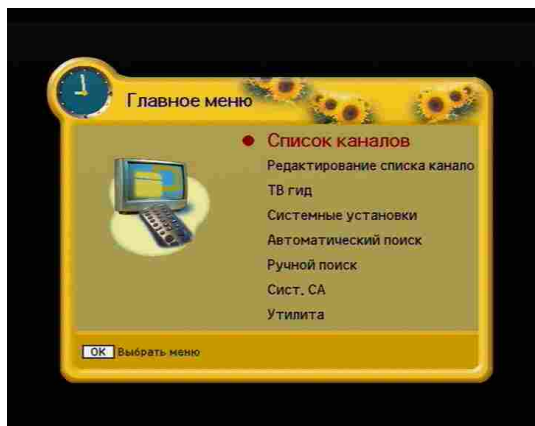 Главное меню
Список каналов
Редактирование списка канало
ТВ гид
Системные установки
Автоматический поиск
Ручной поиск
Сист. CA
Утилита
OK Выбрать меню